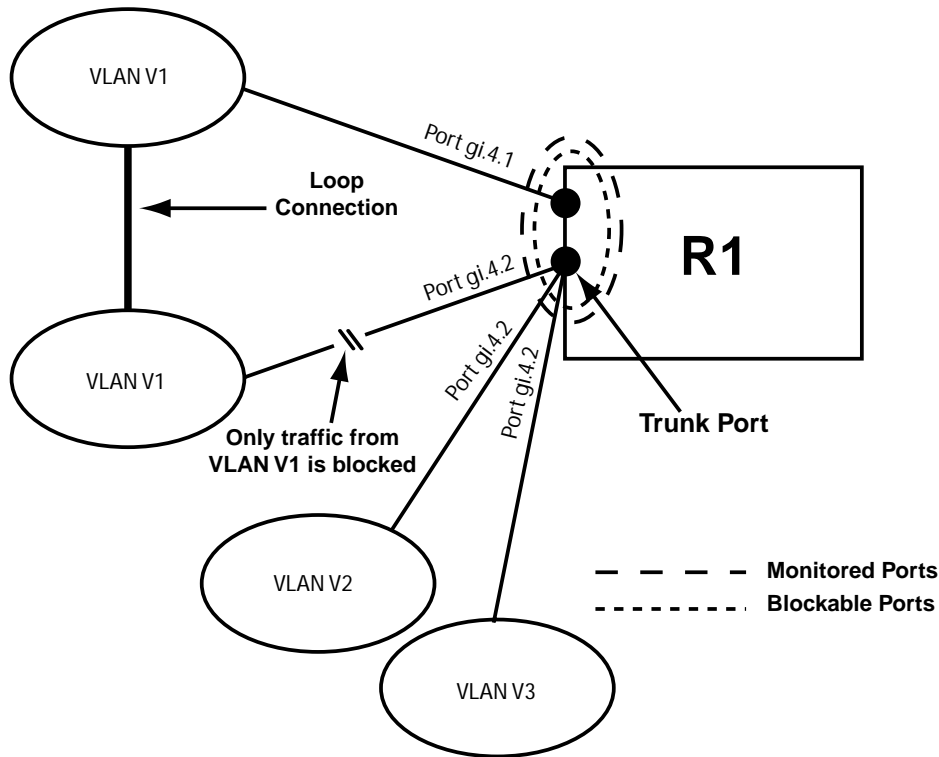 VLAN V1
Port gi.4.1
Loop
Connection
R1
Port gi.4.2
VLAN V1
Port gi.4.2
Port gi.4.2
Trunk Port
Only traffic from
VLAN V1 is blocked
VLAN V2
Monitored Ports
Blockable Ports
VLAN V3